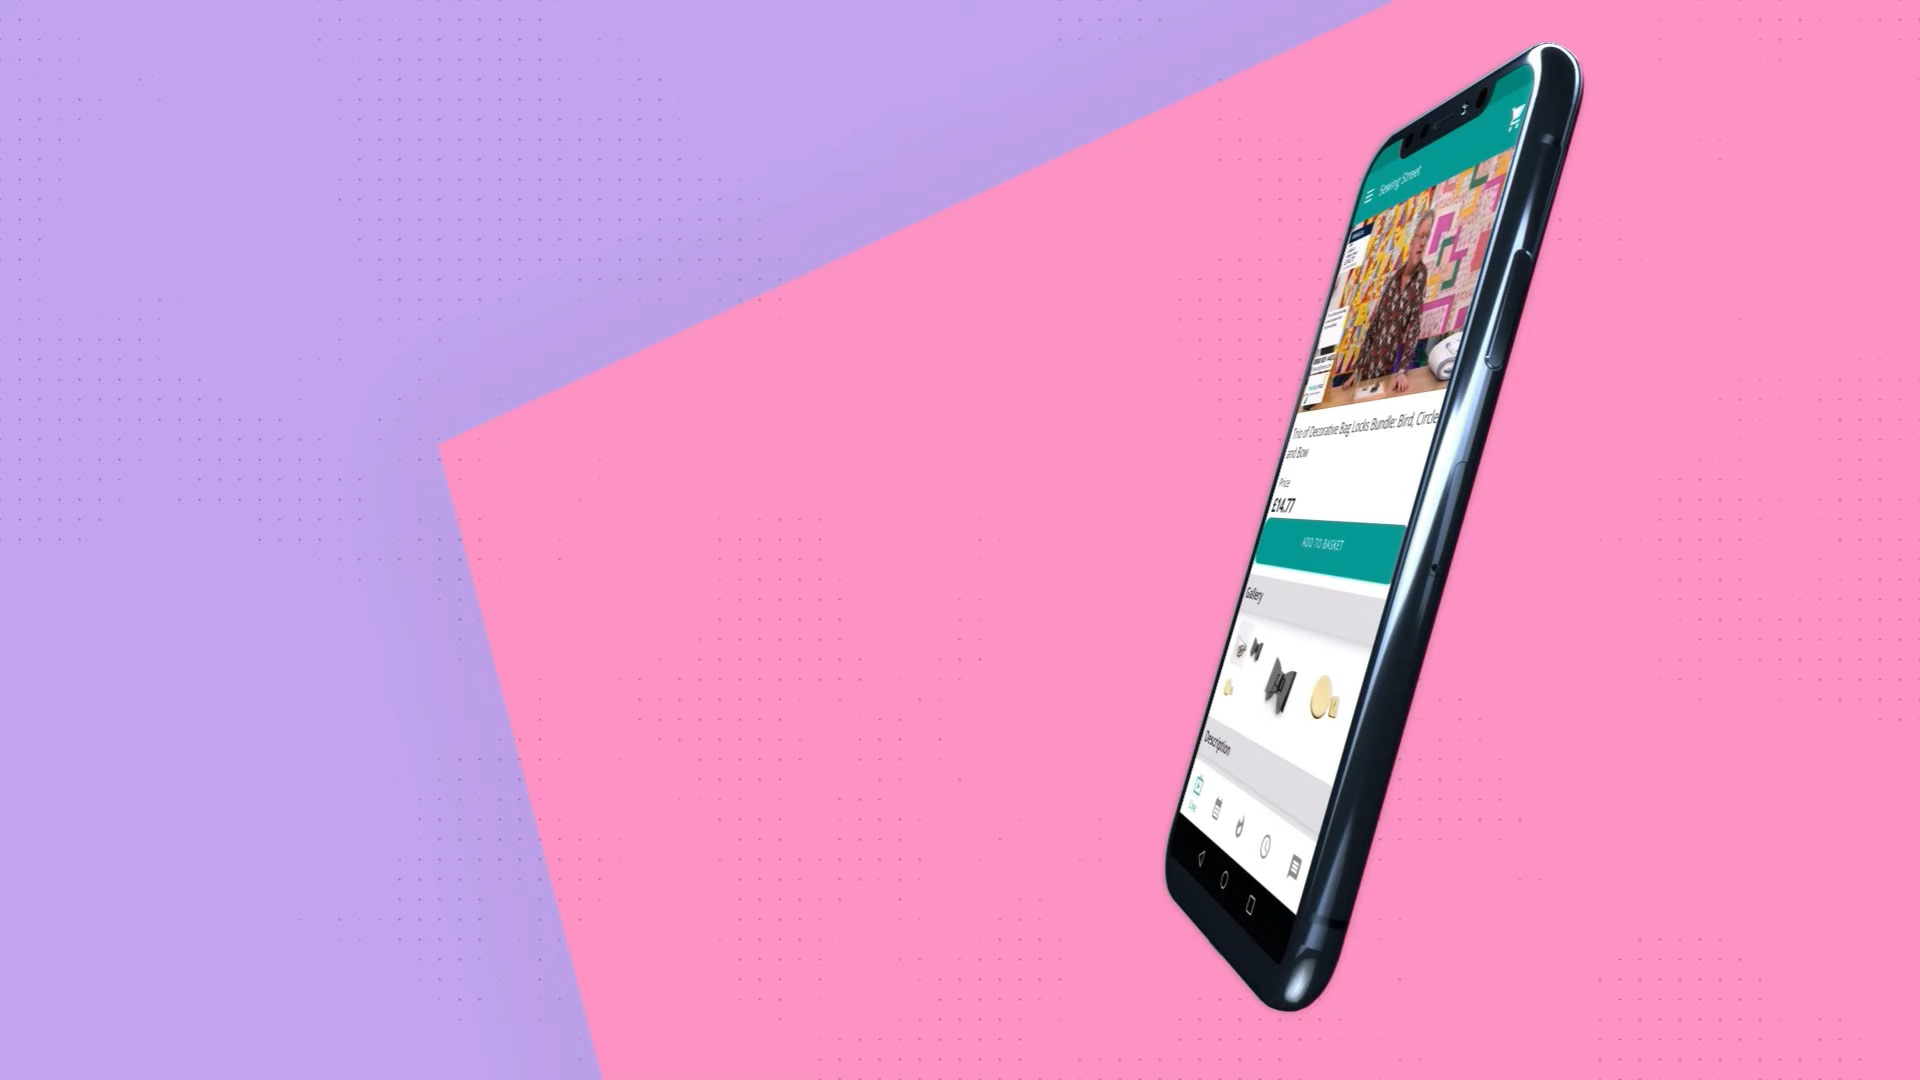 Sewing Street
Trio of Decorative Bag Locks Bundle: Bird, Circle
and Bow
Price
£14.77
ADD TO BASKET
Gallery
Description
Live